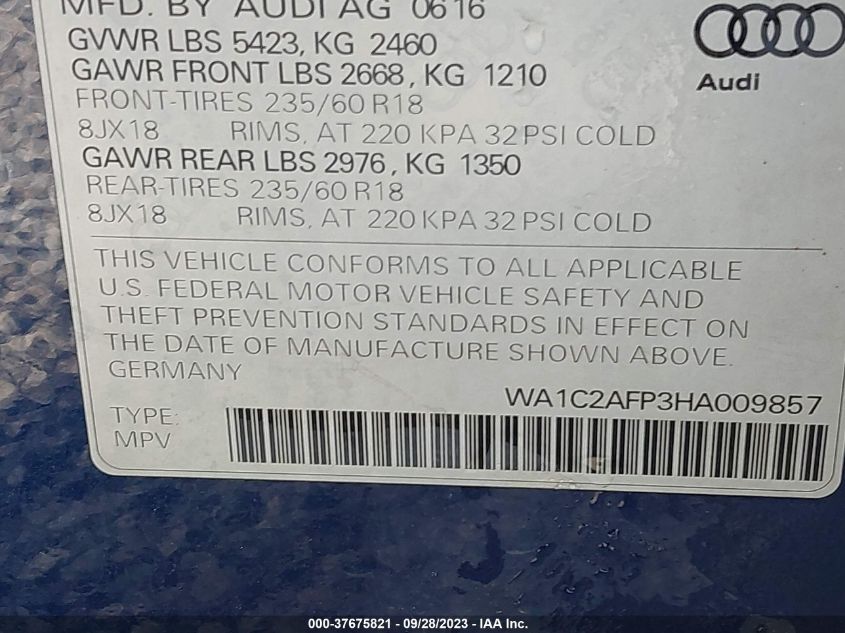 MFD. BY AUDI AG 0616
GVWR LBS 5423, KG 2460
GAWR FRONT LBS 2668, KG 1210
FRONT-TIRES 235/60 R18
8JX18 RIMS, AT 220 KPA 32 PSI COLD
GAWR REAR LBS 2976, KG 1350
REAR-TIRES 235/60 R18
8JX18 RIMS, AT 220 KPA 32 PSI COLD
Audi
THIS VEHICLE CONFORMS TO ALL APPLICABLE
U.S. FEDERAL MOTOR VEHICLE SAFETY AND
THEFT PREVENTION STANDARDS IN EFFECT ON
THE DATE OF MANUFACTURE SHOWN ABOVE.
GERMANY
WA1C2AFP3HA009857
TYPE:
MPV
000-37675821 - 09/28/2023 - IAA Inc.